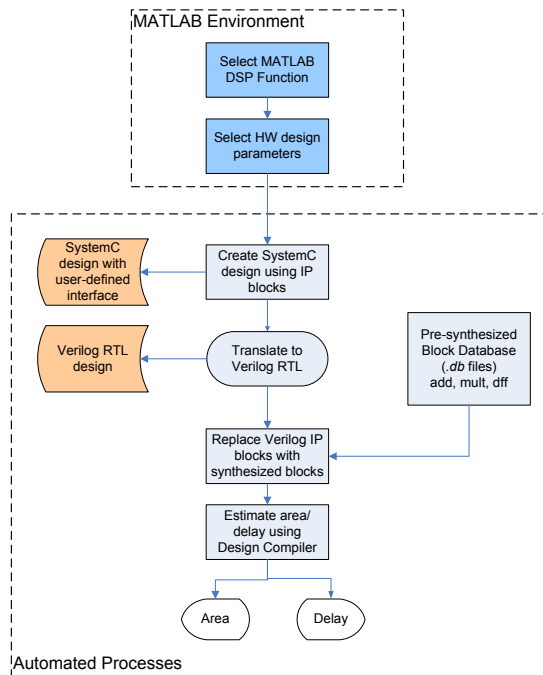 MATLAB Environment
Select MATLAB
DSP Function
Select HW design
parameters
SystemC
design with
user-defined
interface
Create SystemC
design using IP
blocks
Verilog RTL
design
Translate to
Verilog RTL
Pre-synthesized
Block Database
(.db files)
add, mult, dff
Replace Verilog IP
blocks with
synthesized blocks
Estimate area/
delay using
Design Compiler
Area
Delay
Automated Processes